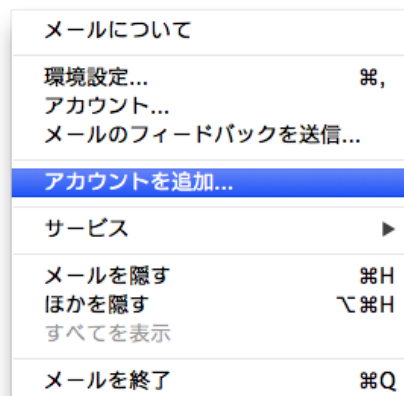 メールについて
環境設定... ⌘,
アカウント...
メールのフィードバックを送信...
アカウントを追加...
サービス ▶
メールを隠す ⌘H
ほかを隠す ⌥⌘H
すべてを表示
メールを終了 ⌘Q